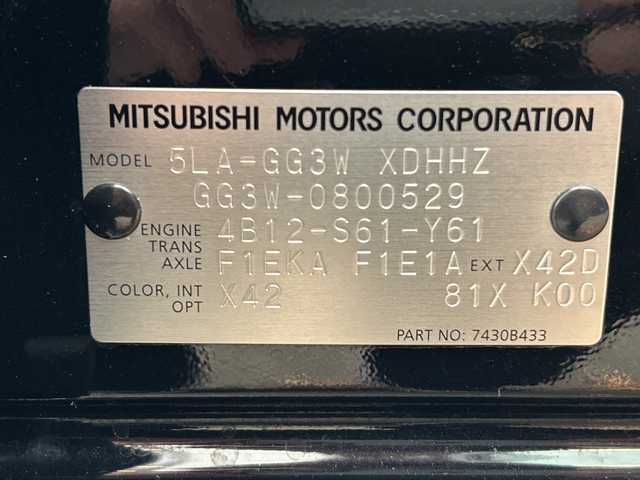 MITSUBISHI MOTORS CORPORATION
MODEL 5LA-GG3W XDHHZ
GG3W-0800529
ENGINE 4B12-S61-Y61
TRANS
AXLE F1EKA F1E1A EXT X42D
COLOR, INT X42 81X K00
OPT
PART NO: 7430B433